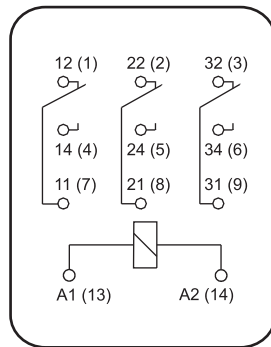 12 (1) 22 (2) 32 (3)
14 (4) 24 (5) 34 (6)
11 (7) 21 (8) 31 (9)
A1 (13) A2 (14)